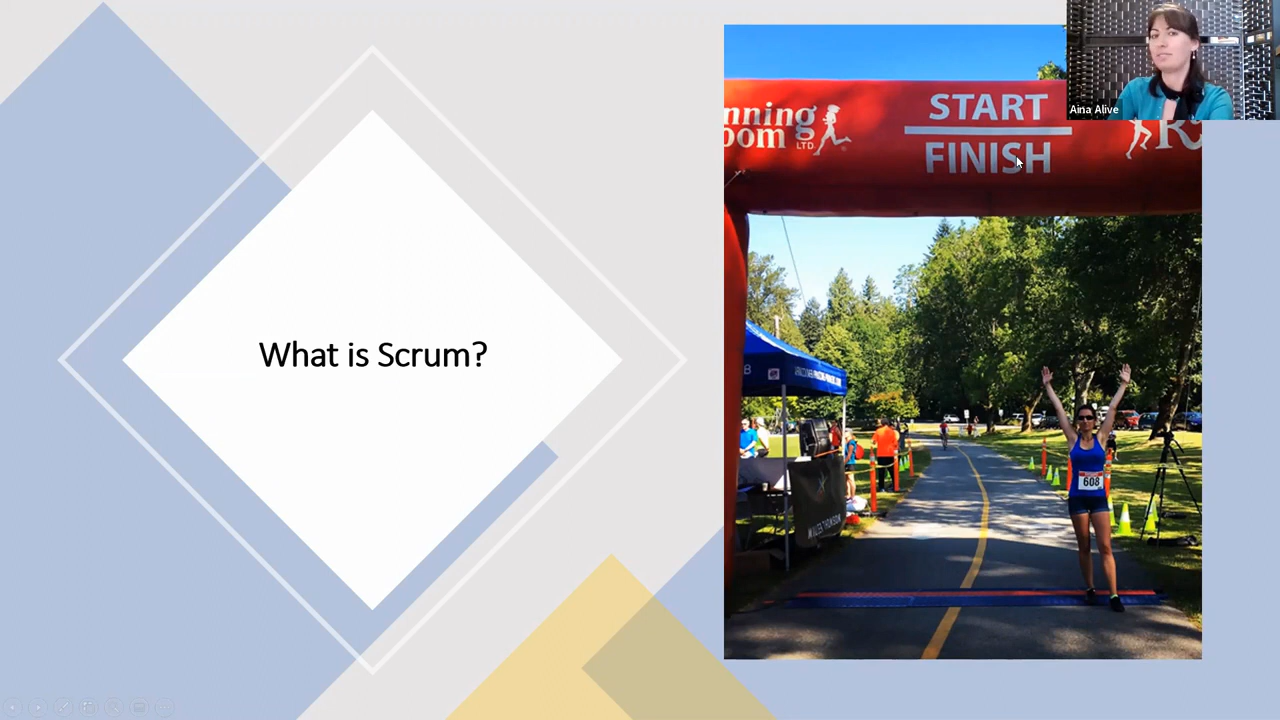 What is Scrum?
nning
oom
LTD.
START
FINISH
R
Aina Alive
608